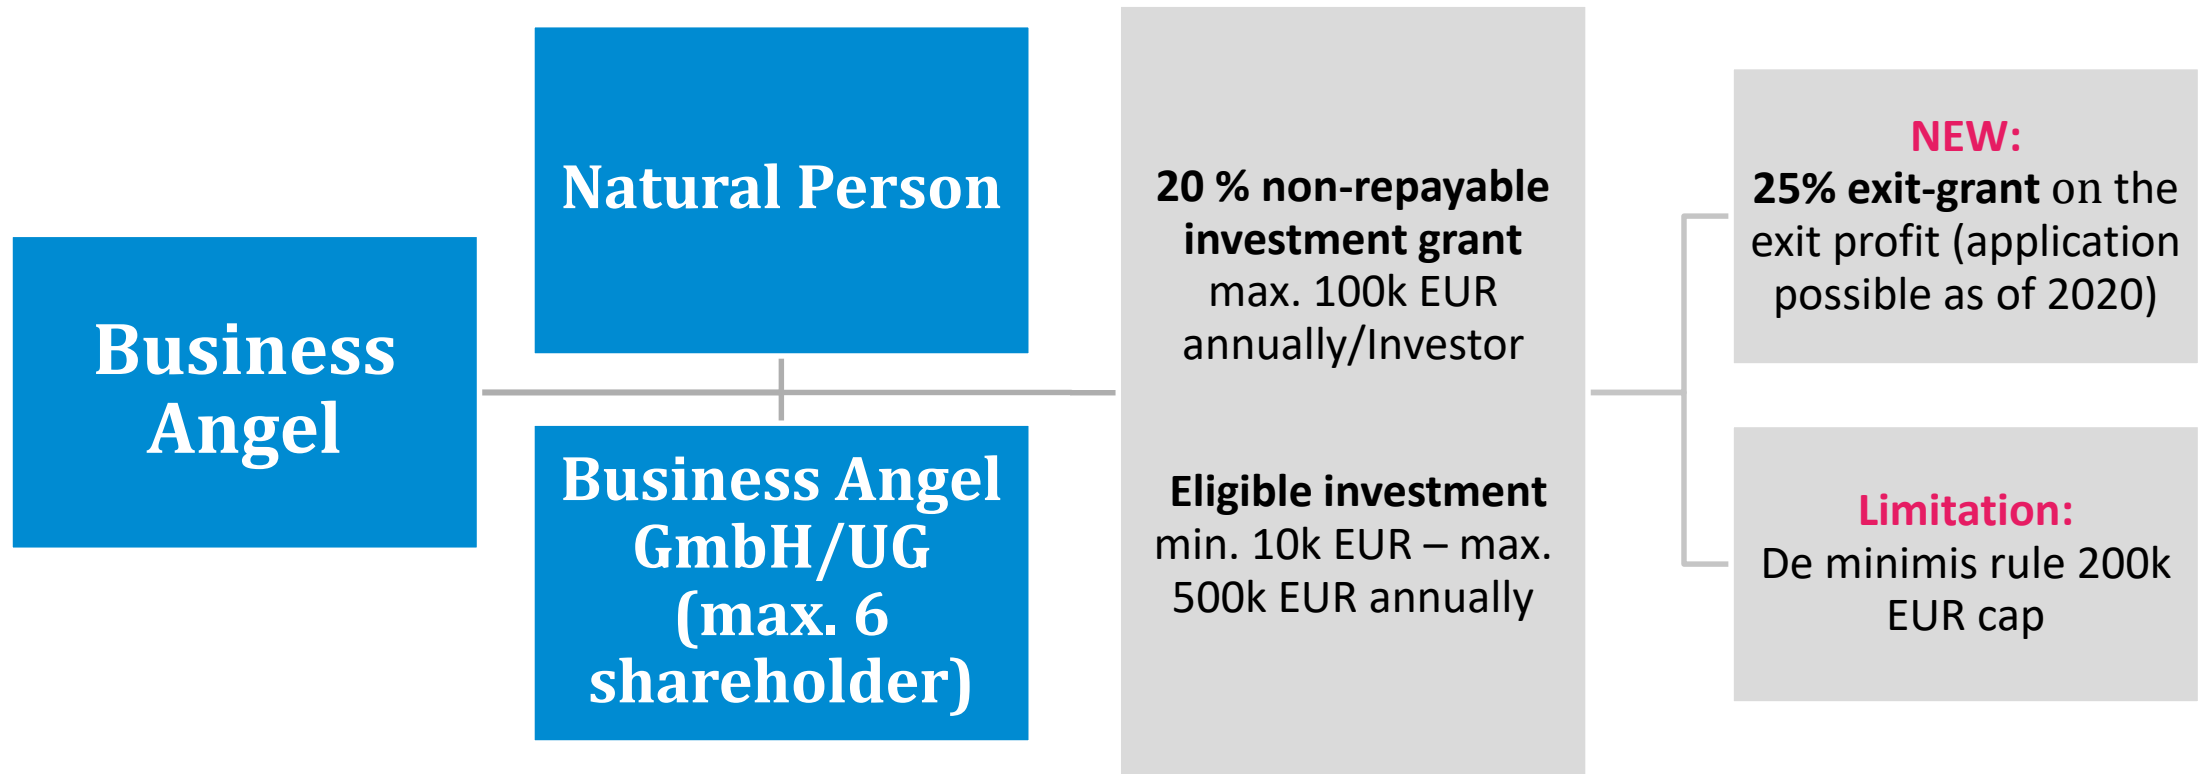 Business
Angel
Natural Person
Business Angel
GmbH/UG
(max. 6
shareholder)
20 % non-repayable
investment grant
max. 100k EUR
annually/Investor
Eligible investment
min. 10k EUR – max.
500k EUR annually
NEW:
25% exit-grant on the
exit profit (application
possible as of 2020)
Limitation:
De minimis rule 200k
EUR cap